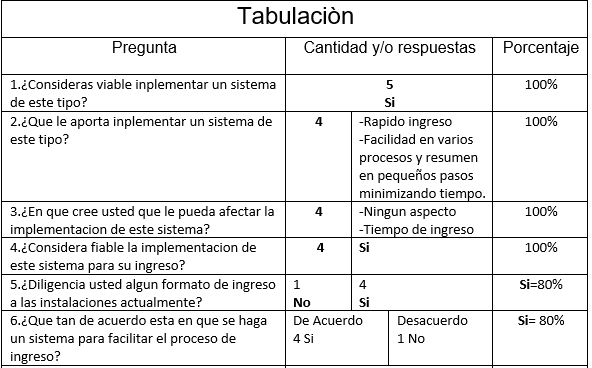 Tabulaciòn
Pregunta Cantidad y/o respuestas Porcentaje
1.¿Consideras viable inplementar un sistema 5 100%
de este tipo? Si
2.¿Que le aporta inplementar un sistema de 4 -Rapido ingreso 100%
este tipo? -Facilidad en varios
procesos y resumen
en pequeños pasos
minimizando tiempo.
3.¿En que cree usted que le pueda afectar la 4 -Ningun aspecto 100%
implementacion de este sistema? -Tiempo de ingreso
4.¿Considera fiable la implementacion de 4 Si 100%
este sistema para su ingreso?
5.¿Diligencia usted algun formato de ingreso 1 4 Si=80%
a las instalaciones actualmente? No Si
6.¿Que tan de acuerdo esta en que se haga De Acuerdo Desacuerdo Si= 80%
un sistema para facilitar el proceso de 4 Si 1 No
ingreso?